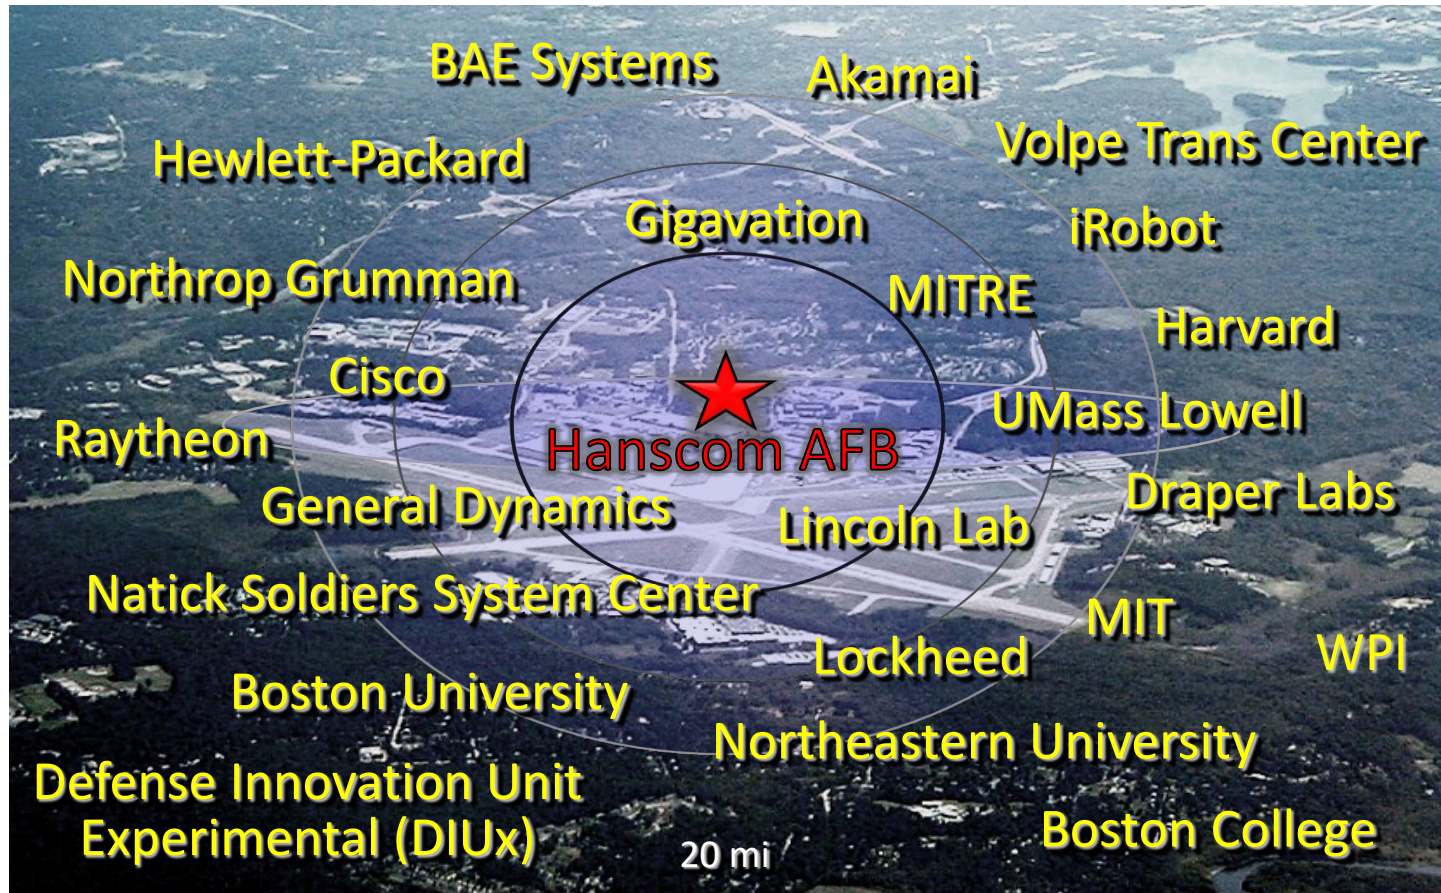 BAE Systems
Akamai
Volpe Trans Center
Hewlett-Packard
Gigavation
iRobot
Northrop Grumman
MITRE
Harvard
Cisco
UMass Lowell
Raytheon
Hanscom AFB
Draper Labs
General Dynamics
Lincoln Lab
Natick Soldiers System Center
MIT
WPI
Lockheed
Boston University
Northeastern University
Defense Innovation Unit
Experimental (DIUx)
Boston College
20 mi